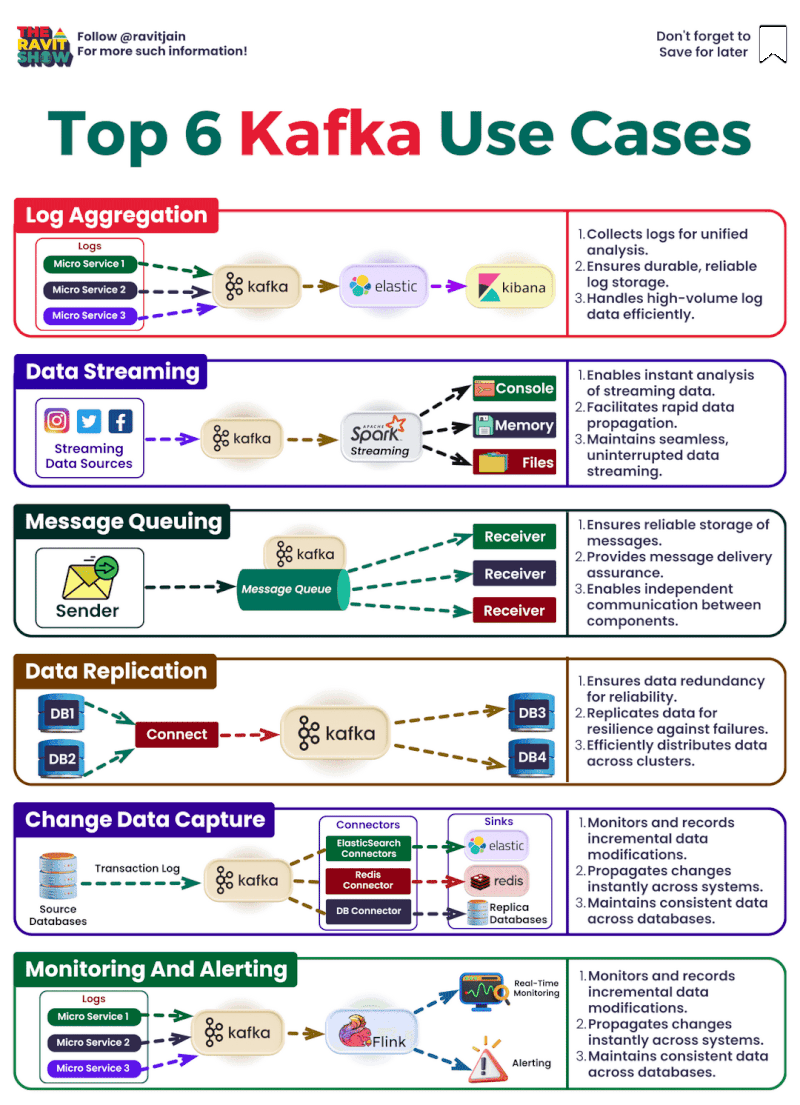 THE
RAVIT
SHOW
Follow @ravitjain
For more such information!
Don't forget to
Save for later
Top 6 Kafka Use Cases
Log Aggregation
Logs
Micro Service 1
Micro Service 2
Micro Service 3
kafka
elastic
kibana
1. Collects logs for unified
analysis.
2. Ensures durable, reliable
log storage.
3. Handles high-volume log
data efficiently.
Data Streaming
Streaming
Data Sources
kafka
APACHE
Spark
Streaming
Console
Memory
Files
1. Enables instant analysis
of streaming data.
2. Facilitates rapid data
propagation.
3. Maintains seamless,
uninterrupted data
streaming.
Message Queuing
Sender
kafka
Message Queue
Receiver
Receiver
Receiver
1. Ensures reliable storage of
messages.
2. Provides message delivery
assurance.
3. Enables independent
communication between
components.
Data Replication
DB1
DB2
Connect
kafka
DB3
DB4
1. Ensures data redundancy
for reliability.
2. Replicates data for
resilience against failures.
3. Efficiently distributes data
across clusters.
Change Data Capture
Source
Databases
Transaction Log
kafka
Connectors
ElasticSearch
Connectors
Redis
Connector
DB Connector
Sinks
elastic
redis
Replica
Databases
1. Monitors and records
incremental data
modifications.
2. Propagates changes
instantly across systems.
3. Maintains consistent data
across databases.
Monitoring And Alerting
Logs
Micro Service 1
Micro Service 2
Micro Service 3
kafka
Flink
Real-Time
Monitoring
Alerting
1. Monitors and records
incremental data
modifications.
2. Propagates changes
instantly across systems.
3. Maintains consistent data
across databases.